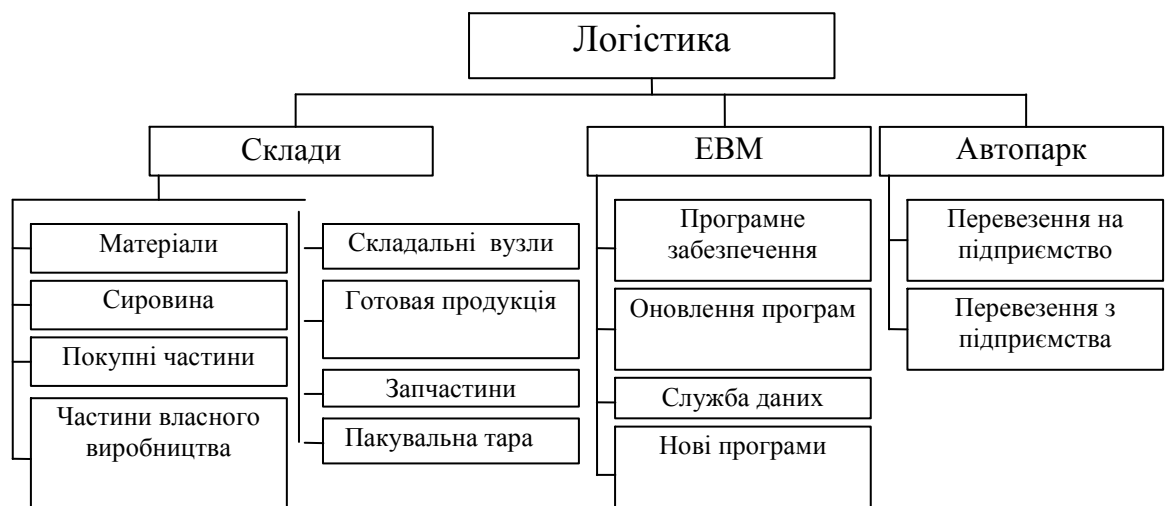 Логістика
Склади
ЕВМ
Автопарк
Матеріали
Сировина
Покупні частини
Частини власного
виробництва
Складальні вузли
Готовая продукція
Запчастини
Пакувальна тара
Програмне
забезпечення
Оновлення програм
Служба даних
Нові програми
Перевезення на
підприємство
Перевезення з
підприємства